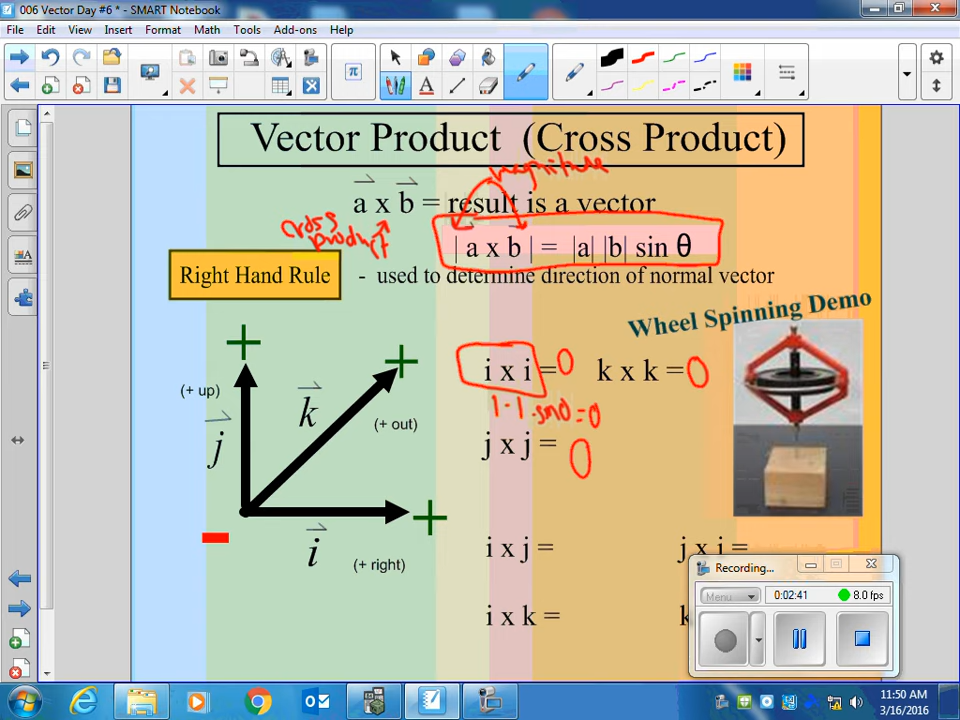 006 Vector Day #6 * - SMART Notebook
File Edit View Insert Format Math Tools Add-ons Help
Vector Product (Cross Product)
magnitude
a x b = result is a vector
cross
product
| a x b | = |a| |b| sin θ
Right Hand Rule - used to determine direction of normal vector
Wheel Spinning Demo
+
+
(+ up)
j
k
(+ out)
i x i = 0 k x k = 0
1 · 1 · sin 0 = 0
j x j = 0
+
-
i
(+ right)
i x j = j x i =
i x k = k
Recording...
Menu 0:02:41 8.0 fps
11:50 AM
3/16/2016